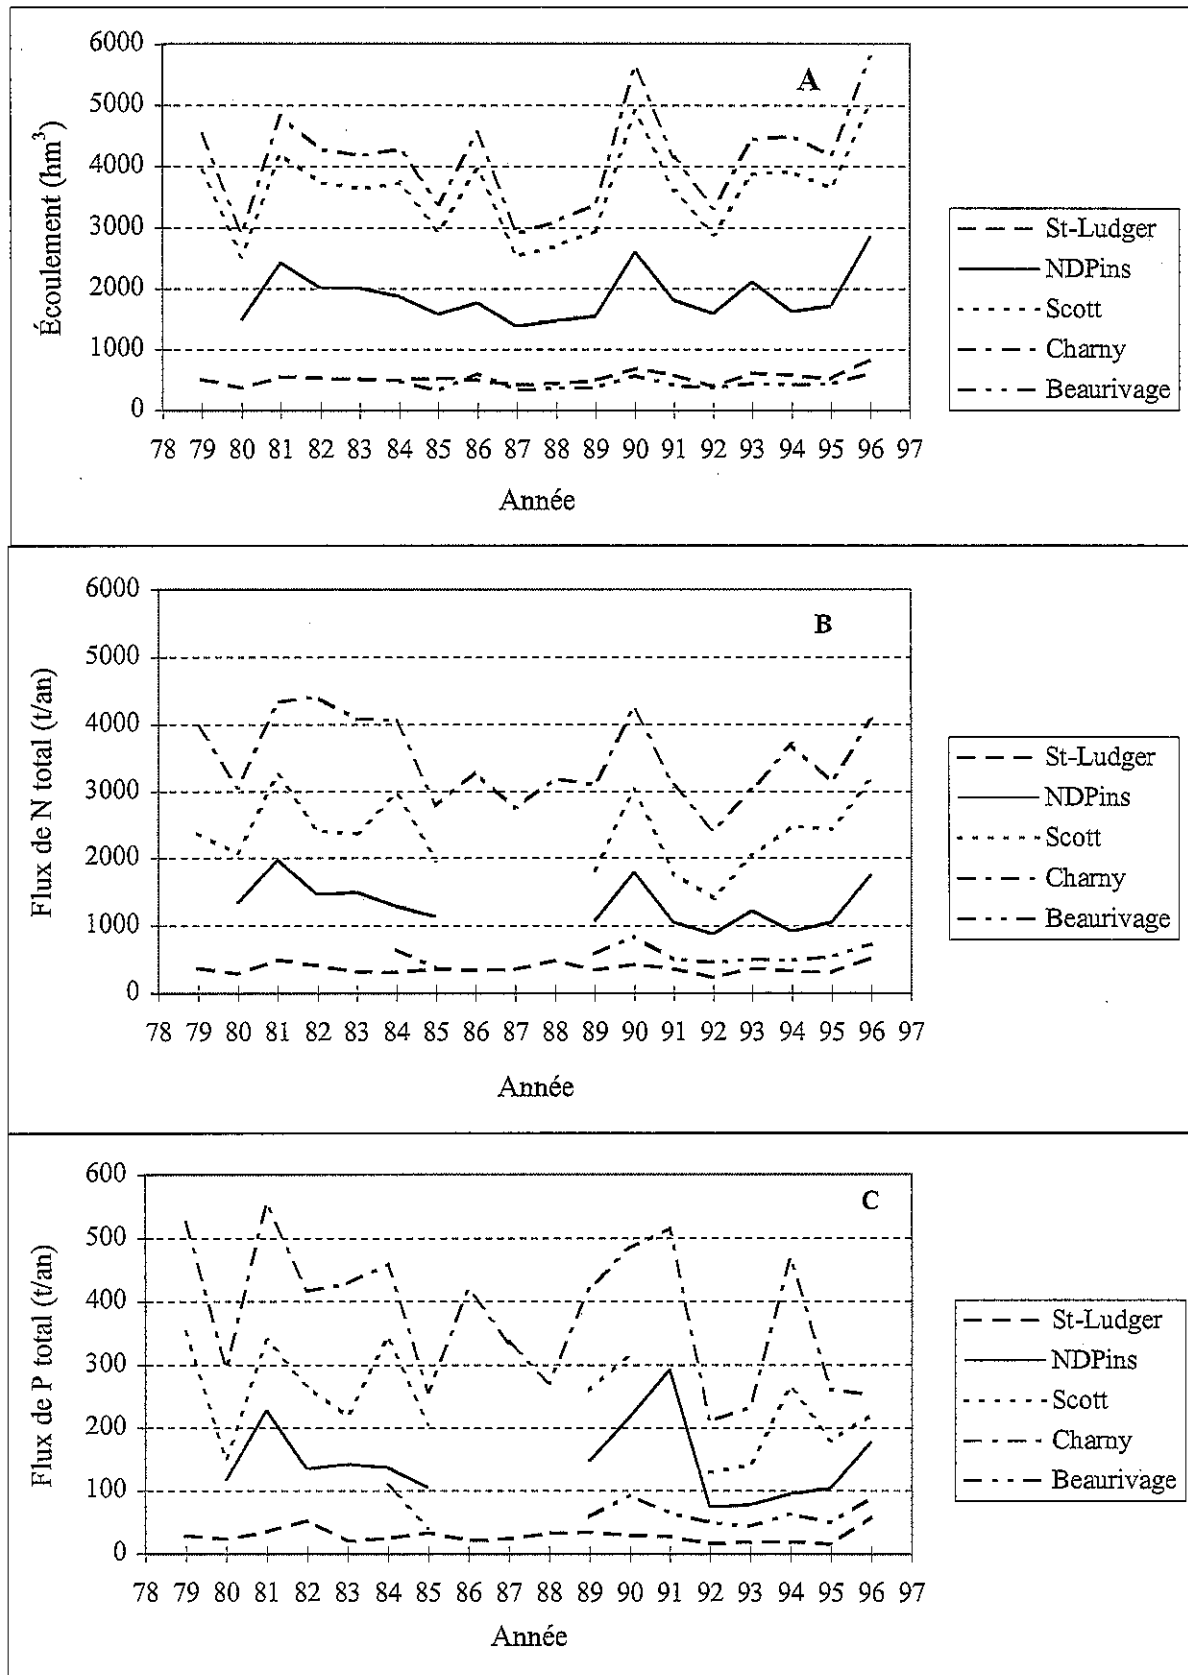 A
Écoulement (hm³)
6000
5000
4000
3000
2000
1000
0
78 79 80 81 82 83 84 85 86 87 88 89 90 91 92 93 94 95 96 97
Année
St-Ludger
NDPins
Scott
Charny
Beaurivage
B
Flux de N total (t/an)
6000
5000
4000
3000
2000
1000
0
78 79 80 81 82 83 84 85 86 87 88 89 90 91 92 93 94 95 96 97
Année
St-Ludger
NDPins
Scott
Charny
Beaurivage
C
Flux de P total (t/an)
600
500
400
300
200
100
0
78 79 80 81 82 83 84 85 86 87 88 89 90 91 92 93 94 95 96 97
Année
St-Ludger
NDPins
Scott
Charny
Beaurivage